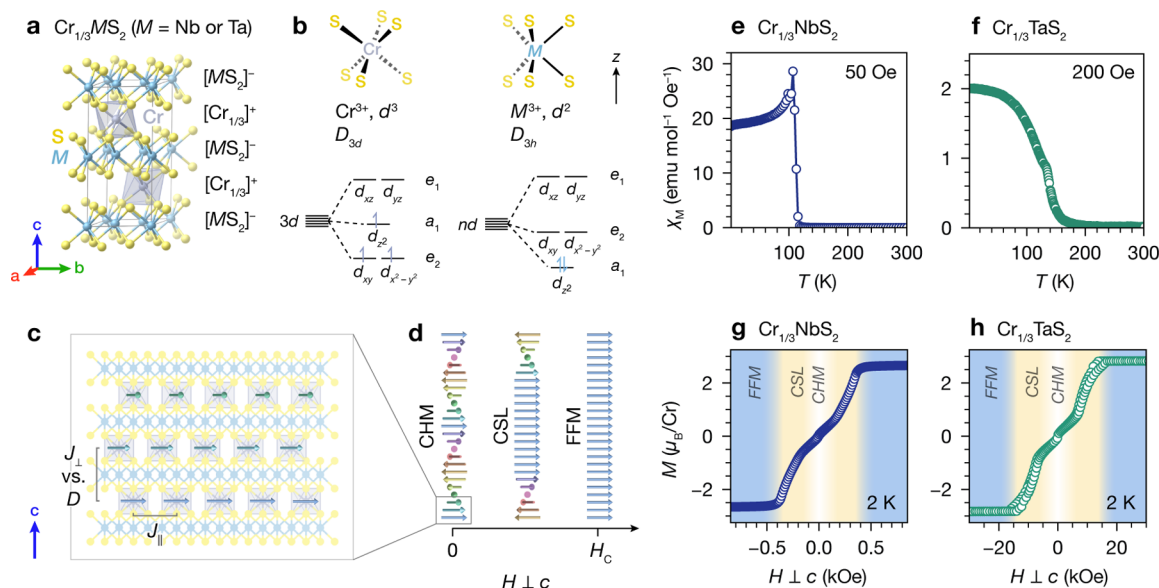 a Cr1/3MS2 (M = Nb or Ta)
[MS2]−
[Cr1/3]+
Cr
S
M
[MS2]−
[Cr1/3]+
[MS2]−
c
a
b
b
S S S
Cr
S S S
Cr3+, d3
D3d
S S S
M
S S S
M3+, d2
D3h
z
3d
dxz dyz e1
dz2 a1
dxy dx2−y2 e2
nd
dxz dyz e1
dxy dx2−y2 e2
dz2 a1
c
J⊥
vs.
D
J∥
c
d
CHM
CSL
FFM
0
HC
H ⊥ c
e Cr1/3NbS2
50 Oe
χM (emu mol−1 Oe−1)
30
20
10
0
100 200 300
T (K)
f Cr1/3TaS2
200 Oe
3
2
1
0
0 100 200 300
T (K)
g Cr1/3NbS2
FFM
CSL
CHM
M (μB/Cr)
2
0
−2
2 K
−0.5 0.0 0.5
H ⊥ c (kOe)
h Cr1/3TaS2
FFM
CSL
CHM
2
0
−2
2 K
−20 0 20
H ⊥ c (kOe)